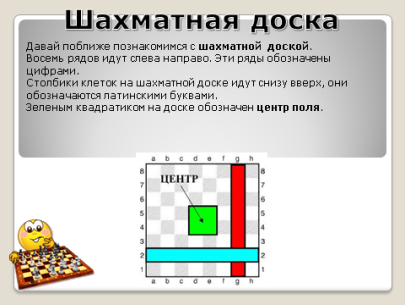 Шахматная доска
Давай поближе познакомимся с шахматной доской.
Восемь рядов идут слева направо. Эти ряды обозначены
цифрами.
Столбики клеток на шахматной доске идут снизу вверх, они
обозначаются латинскими буквами.
Зеленым квадратиком на доске обозначен центр поля.
a b c d e f g h
8 8
7 7
ЦЕНТР
6 6
5 5
4 4
3 3
2 2
1 1
a b c d e f g h